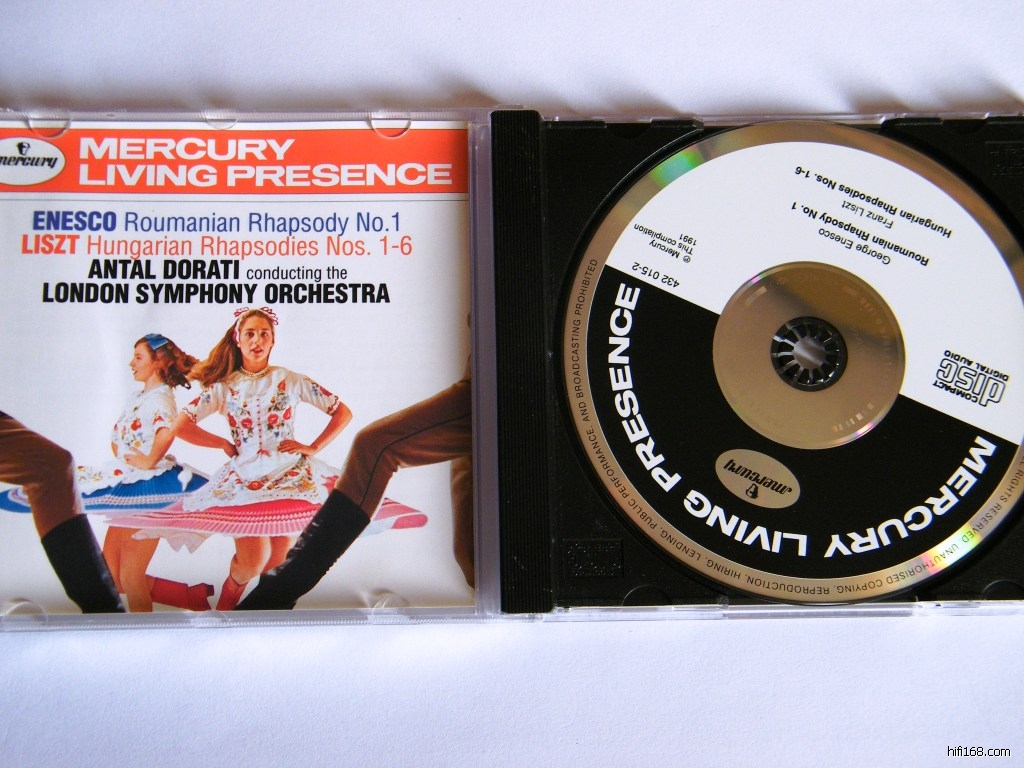 mercury
MERCURY
LIVING PRESENCE
ENESCO Roumanian Rhapsody No.1
LISZT Hungarian Rhapsodies Nos. 1-6
ANTAL DORATI conducting the
LONDON SYMPHONY ORCHESTRA
MERCURY LIVING PRESENCE
mercury
COMPACT
disc
DIGITAL AUDIO
432 015-2
℗ Mercury
This compilation
1991
George Enesco
Roumanian Rhapsody No. 1
Franz Liszt
Hungarian Rhapsodies Nos. 1-6
RIGHTS RESERVED. UNAUTHORISED COPYING, REPRODUCTION, HIRING, LENDING, PUBLIC PERFORMANCE, AND BROADCASTING PROHIBITED
hifi168.com